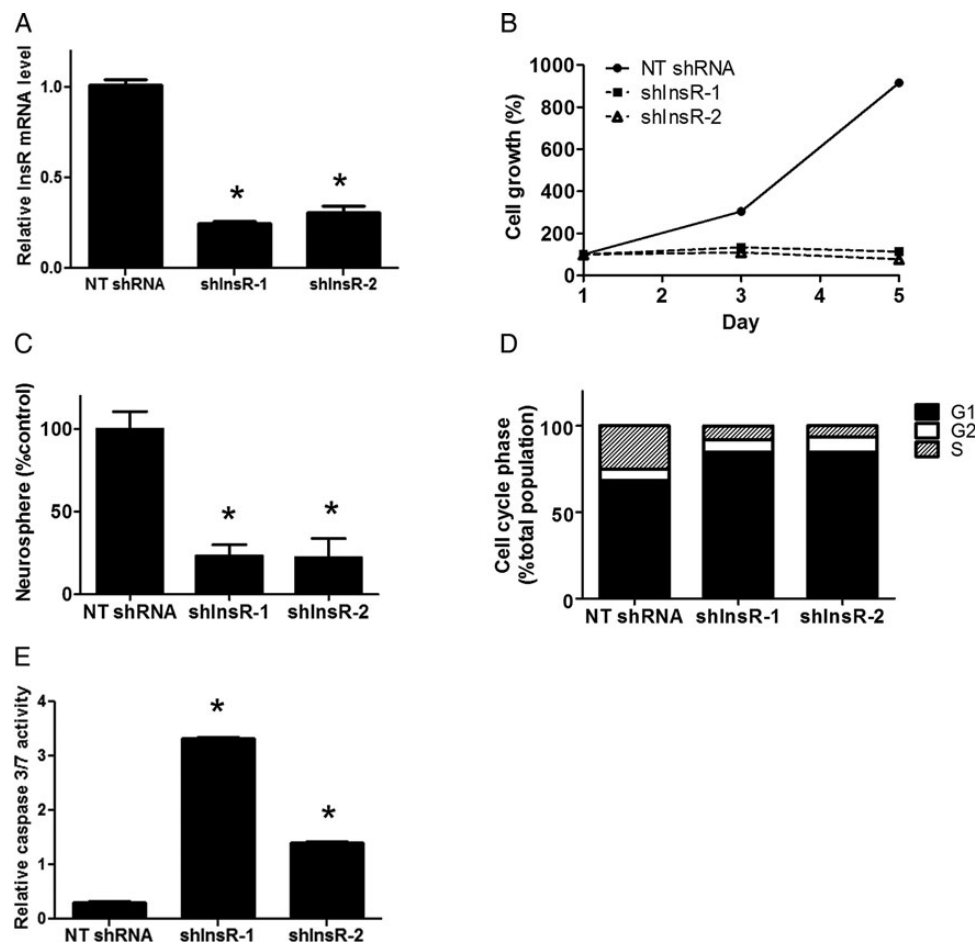 A
Relative InsR mRNA level
1.0
0.5
0.0
*
*
NT shRNA shInsR-1 shInsR-2
B
Cell growth (%)
1000
800
600
400
200
0
NT shRNA
shInsR-1
shInsR-2
1 2 3 4 5
Day
C
Neurosphere (%control)
100
50
0
*
*
NT shRNA shInsR-1 shInsR-2
D
Cell cycle phase
(%total population)
100
50
0
G1
G2
S
NT shRNA shInsR-1 shInsR-2
E
Relative caspase 3/7 activity
4
3
2
1
0
*
*
NT shRNA shInsR-1 shInsR-2